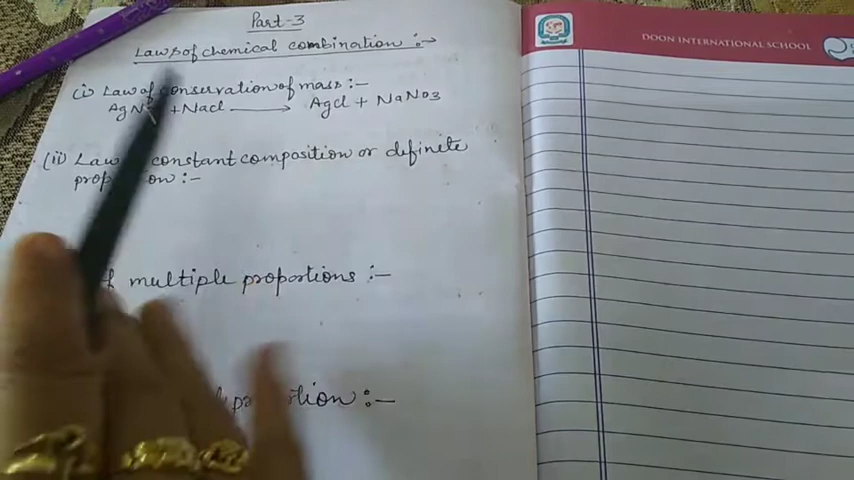 Part-3
Laws of chemical combination :→
DOON INTERNATIONAL SCHOOL
(i) Law of conservation of mass :-
+ Nacl → AgCl + NaNO3
(ii) constant composition or definite
:-
multiple proportions :-
:-